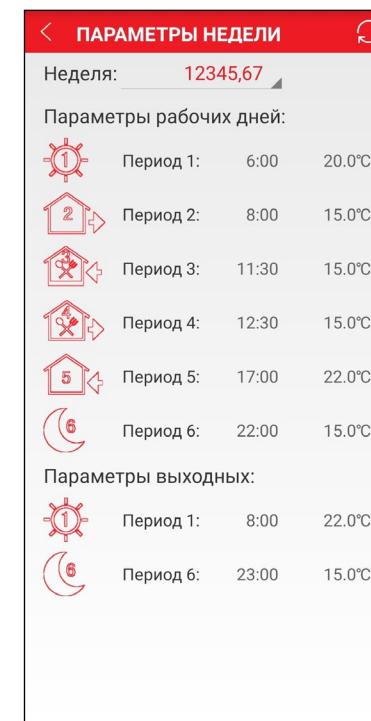 ПАРАМЕТРЫ НЕДЕЛИ
Неделя: 12345,67
Параметры рабочих дней:
1 Период 1: 6:00 20.0℃
2 Период 2: 8:00 15.0℃
3 Период 3: 11:30 15.0℃
4 Период 4: 12:30 15.0℃
5 Период 5: 17:00 22.0℃
6 Период 6: 22:00 15.0℃
Параметры выходных:
1 Период 1: 8:00 22.0℃
6 Период 6: 23:00 15.0℃